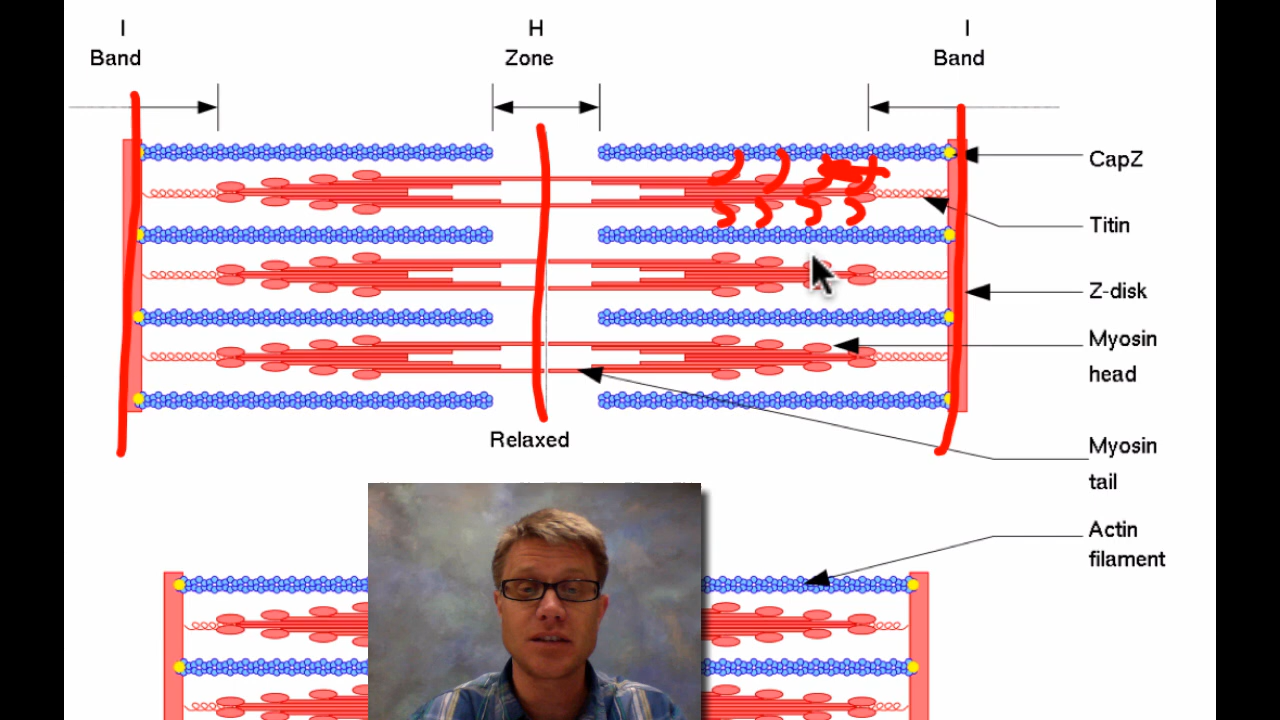 I
Band
H
Zone
I
Band
CapZ
Titin
Z-disk
Myosin
head
Relaxed
Myosin
tail
Actin
filament